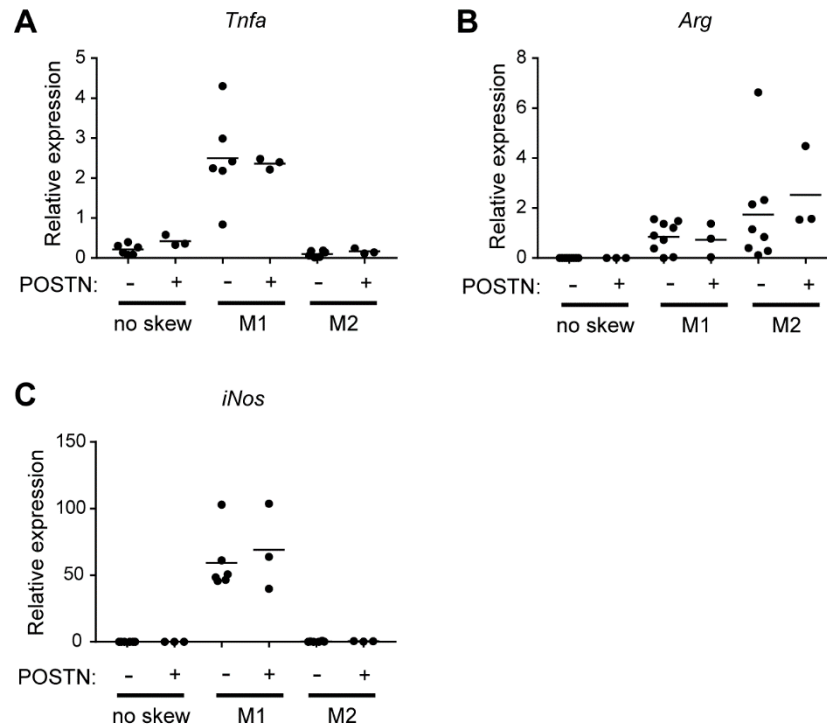 A
Tnfa
Relative expression
5
4
3
2
1
0
POSTN: - + - + - +
no skew M1 M2
B
Arg
Relative expression
8
6
4
2
0
POSTN: - + - + - +
no skew M1 M2
C
iNos
Relative expression
150
100
50
0
POSTN: - + - + - +
no skew M1 M2